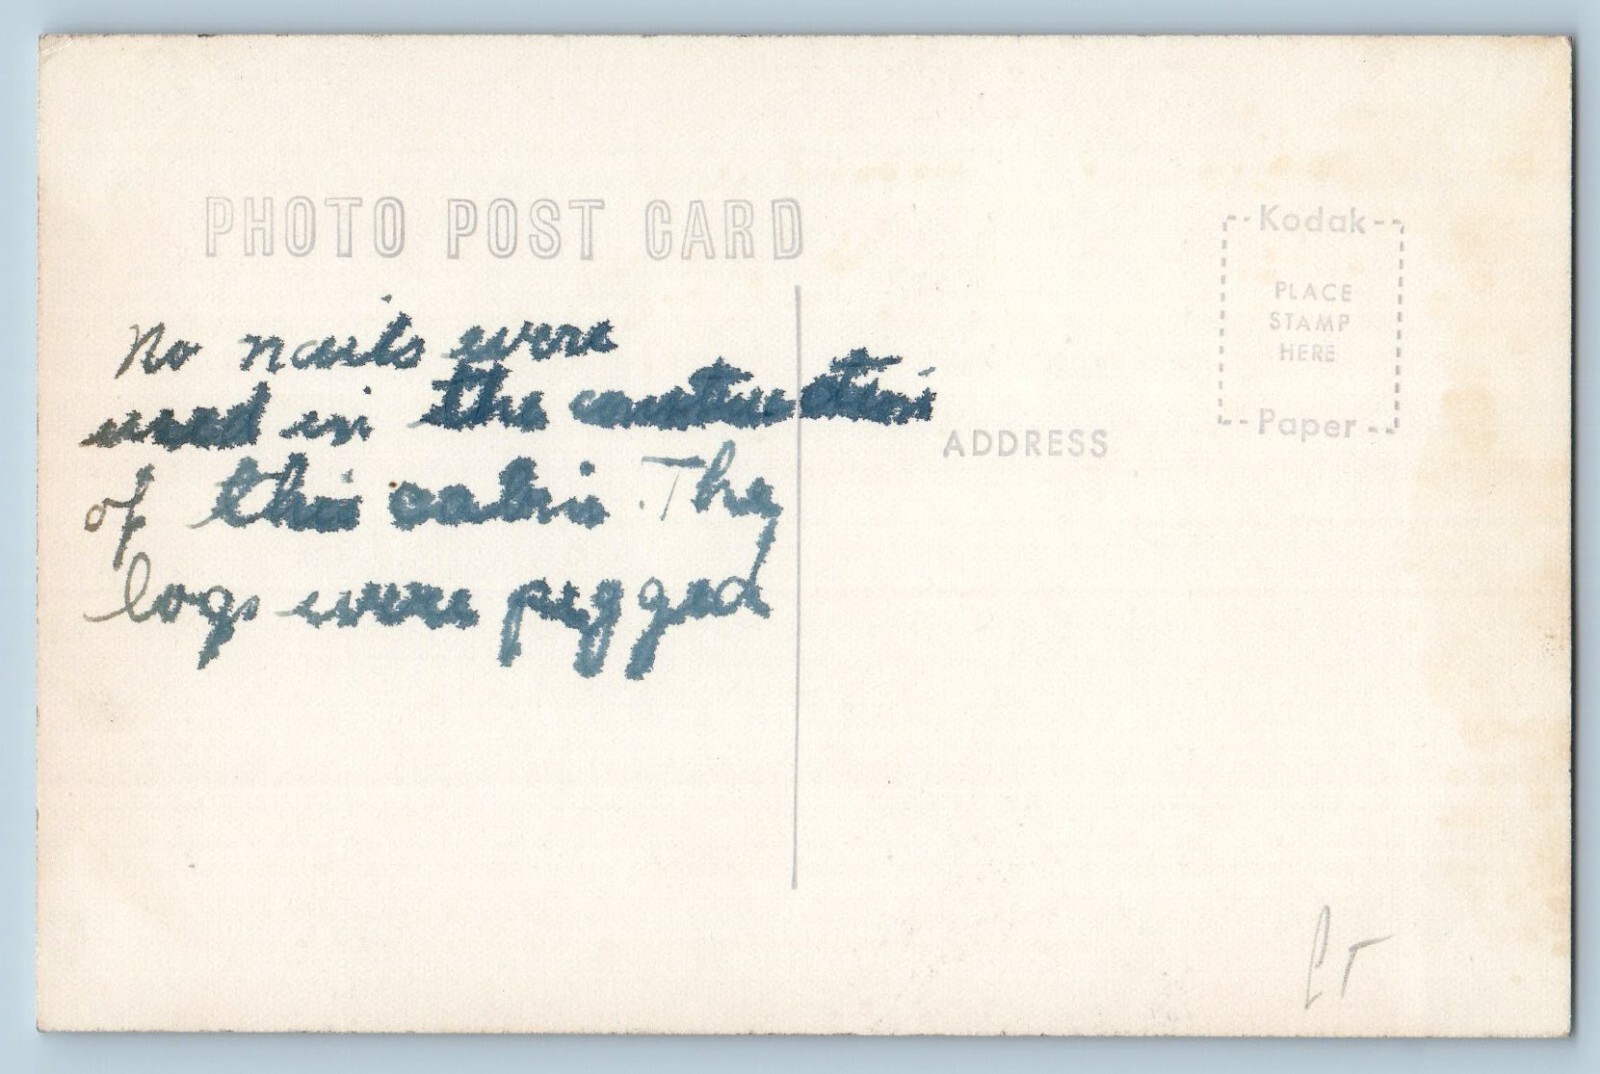 PHOTO POST CARD
Kodak
PLACE
STAMP
HERE
Paper
ADDRESS
No nails were
used in the construction
of this cabin. The
logs were pegged
CT